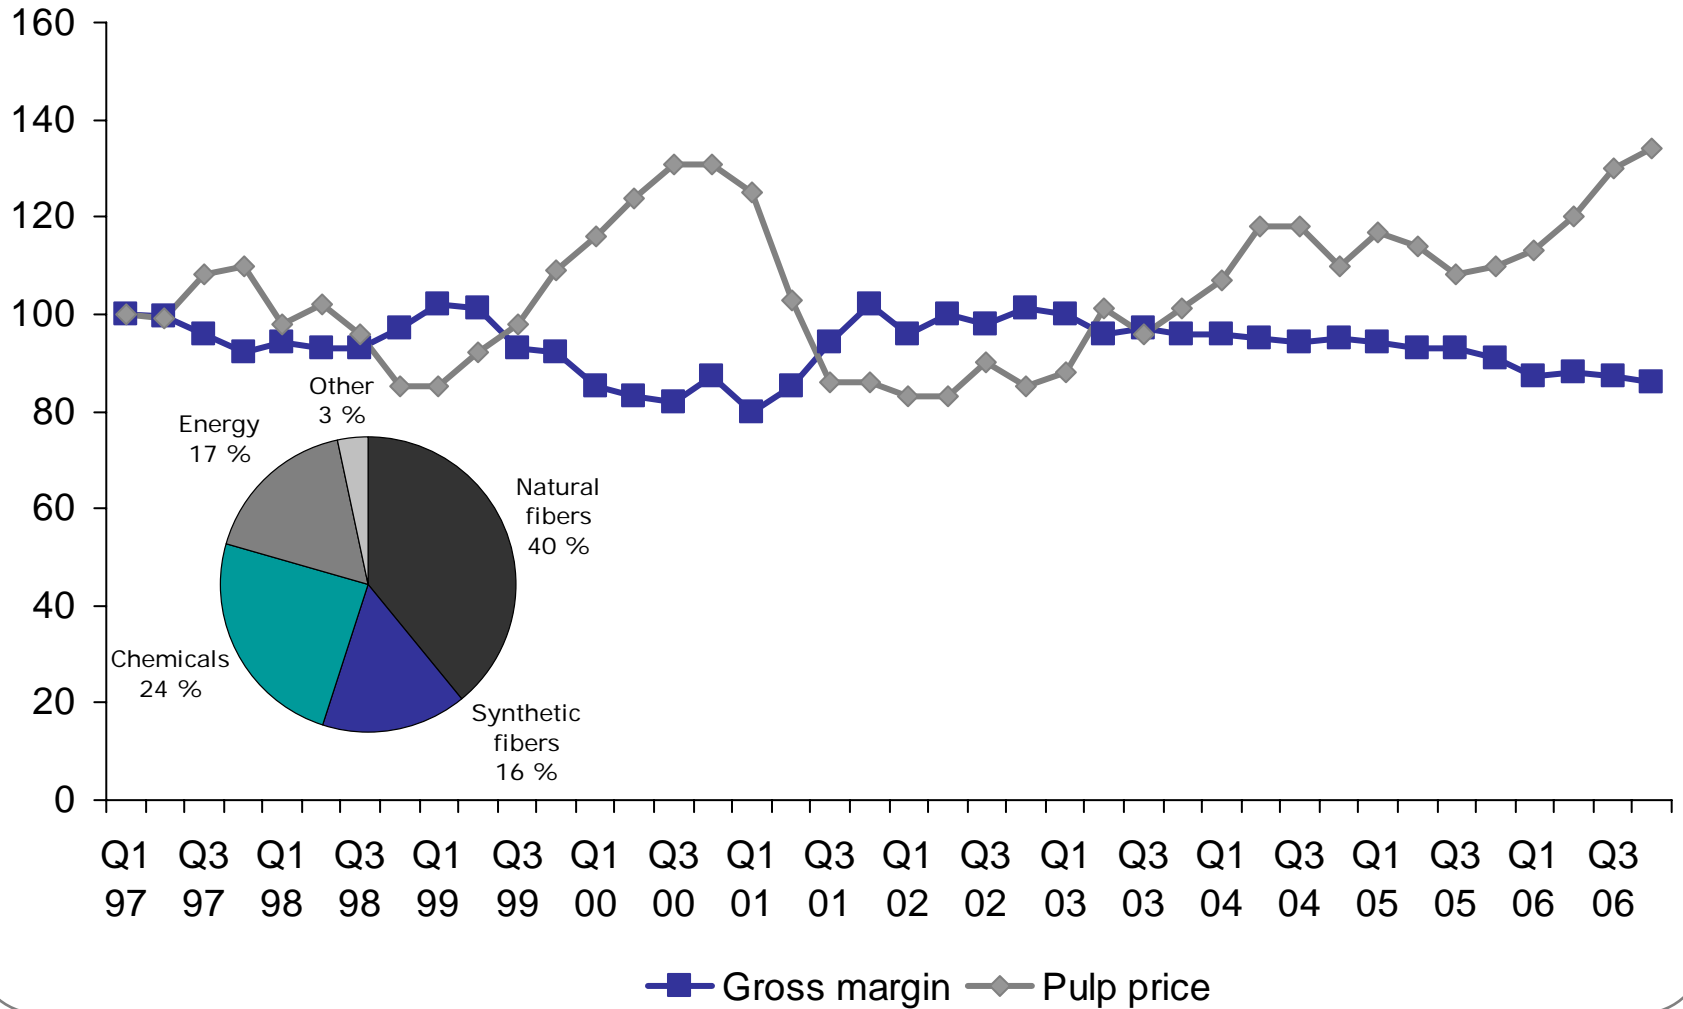 160
140
120
100
80
60
40
20
0
Other
3 %
Energy
17 %
Natural
fibers
40 %
Chemicals
24 %
Synthetic
fibers
16 %
Q1 Q3 Q1 Q3 Q1 Q3 Q1 Q3 Q1 Q3 Q1 Q3 Q1 Q3 Q1 Q3 Q1 Q3 Q1 Q3
97 97 98 98 99 99 00 00 01 01 02 02 03 03 04 04 05 05 06 06
Gross margin Pulp price